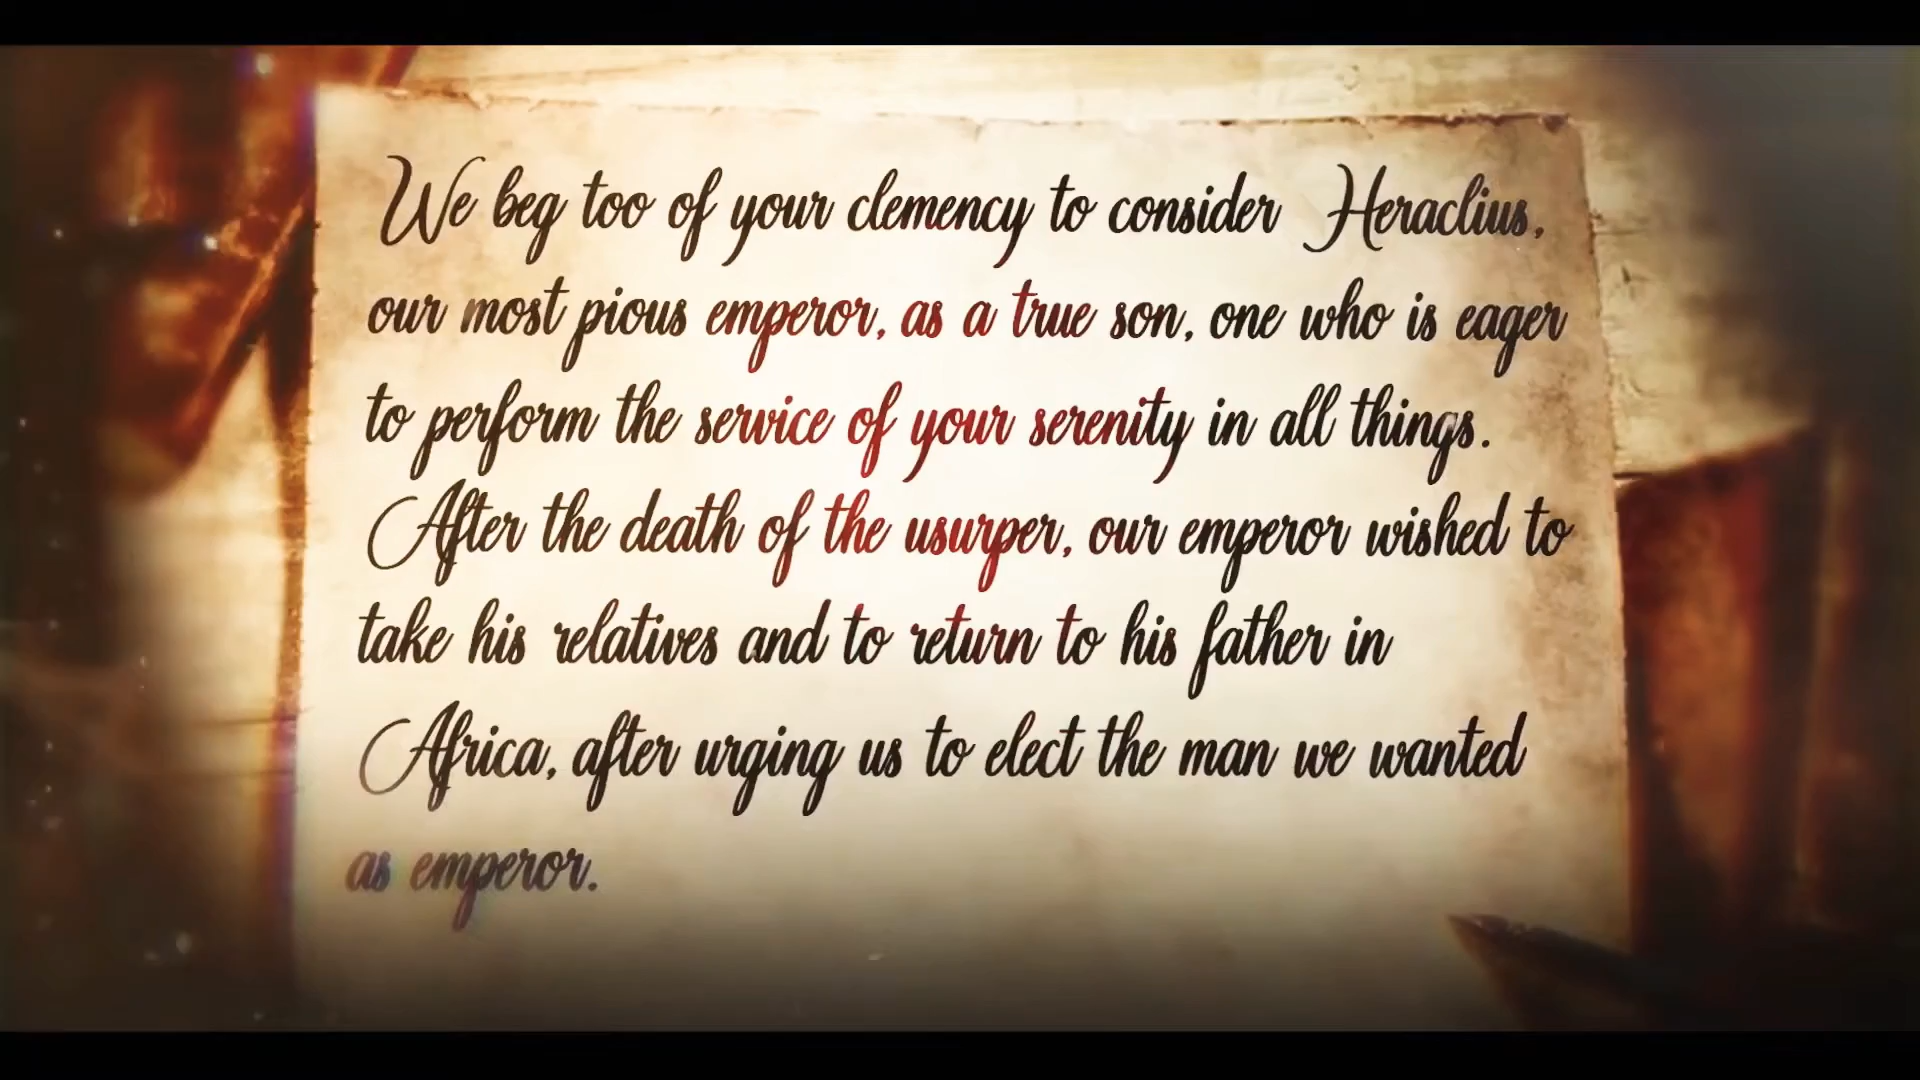 We beg too of your clemency to consider Heraclius,
our most pious emperor, as a true son, one who is eager
to perform the service of your serenity in all things.
After the death of the usurper, our emperor wished to
take his relatives and to return to his father in
Africa, after urging us to elect the man we wanted
as emperor.